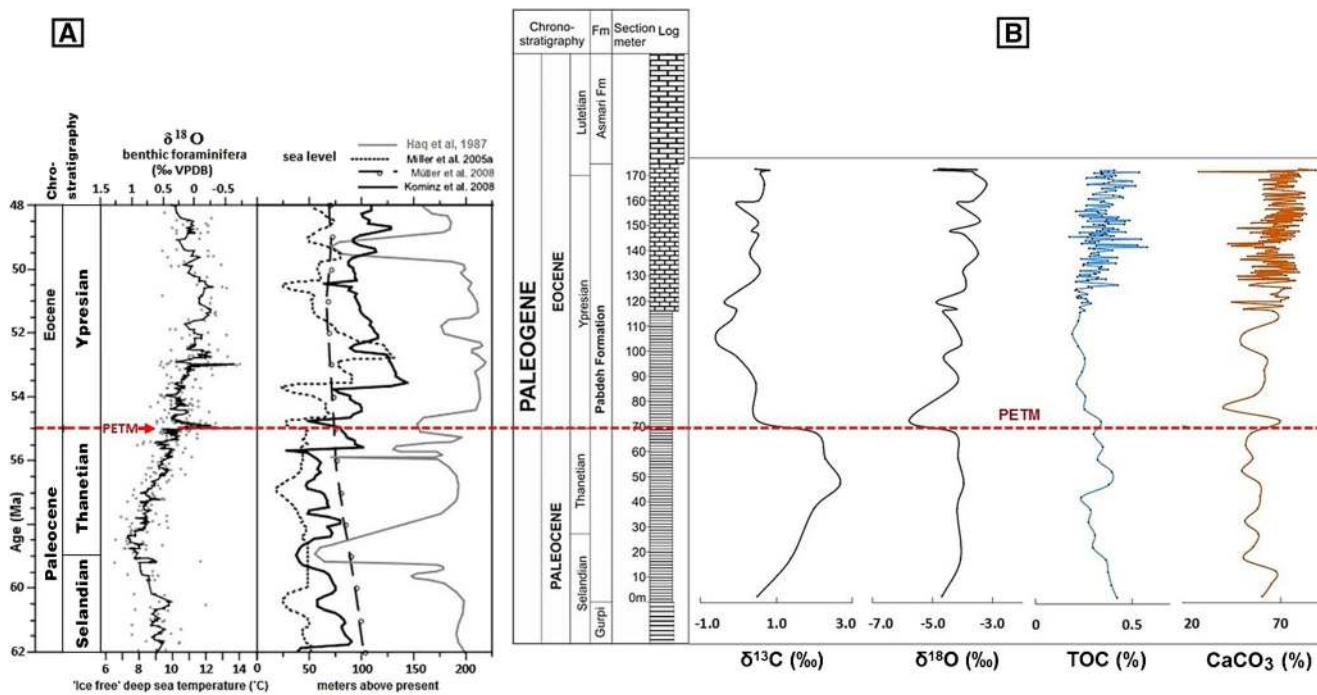 A
δ18O
benthic foraminifera
(‰ VPDB)
1.5 1 0.5 0 -0.5
Chro-
stratigraphy
sea level
Haq et al, 1987
Miller et al. 2005a
Müller et al. 2008
Kominz et al. 2008
48
50
52
54
56
58
60
62
Age (Ma)
Eocene
Paleocene
Ypresian
Thanetian
Selandian
PETM
6 8 10 12 14 0 50 100 150 200
'Ice free' deep sea temperature (°C)
meters above present
B
Chrono-
stratigraphy
Fm
Section
meter
Log
PALEOGENE
EOCENE
PALEOCENE
Lutetian
Ypresian
Thanetian
Selandian
Asmari Fm
Pabdeh Formation
Gurpi
170
160
150
140
130
120
110
100
90
80
70
60
50
40
30
20
10
0m
PETM
-1.0 1.0 3.0
-7.0 -5.0 -3.0
0 0.5
20 70
δ13C (‰)
δ18O (‰)
TOC (%)
CaCO3 (%)